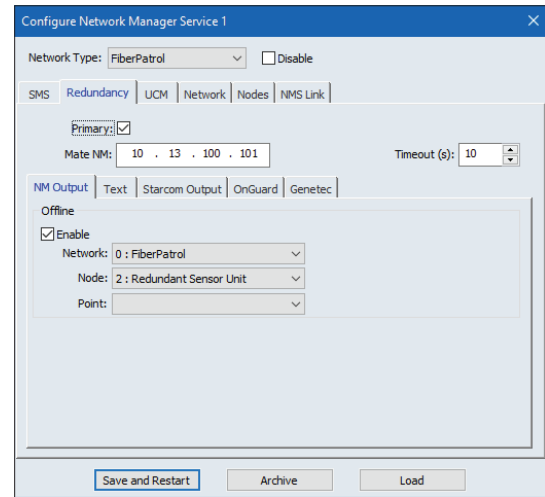 Configure Network Manager Service 1
Network Type: FiberPatrol Disable
SMS Redundancy UCM Network Nodes NMS Link
Primary:
Mate NM: 10 . 13 . 100 . 101 Timeout (s): 10
NM Output Text Starcom Output OnGuard Genetec
Offline
Enable
Network: 0 : FiberPatrol
Node: 2 : Redundant Sensor Unit
Point:
Save and Restart Archive Load